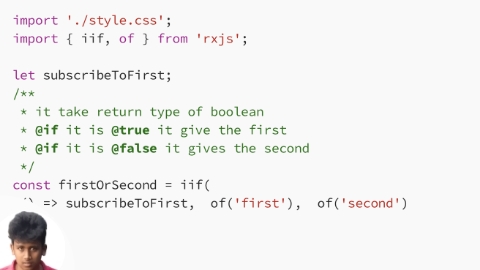 import './style.css';
import { iif, of } from 'rxjs';
let subscribeToFirst;
/**
* it take return type of boolean
* @if it is @true it give the first
* @if it is @false it gives the second
*/
const firstOrSecond = iif(
) => subscribeToFirst, of('first'), of('second')